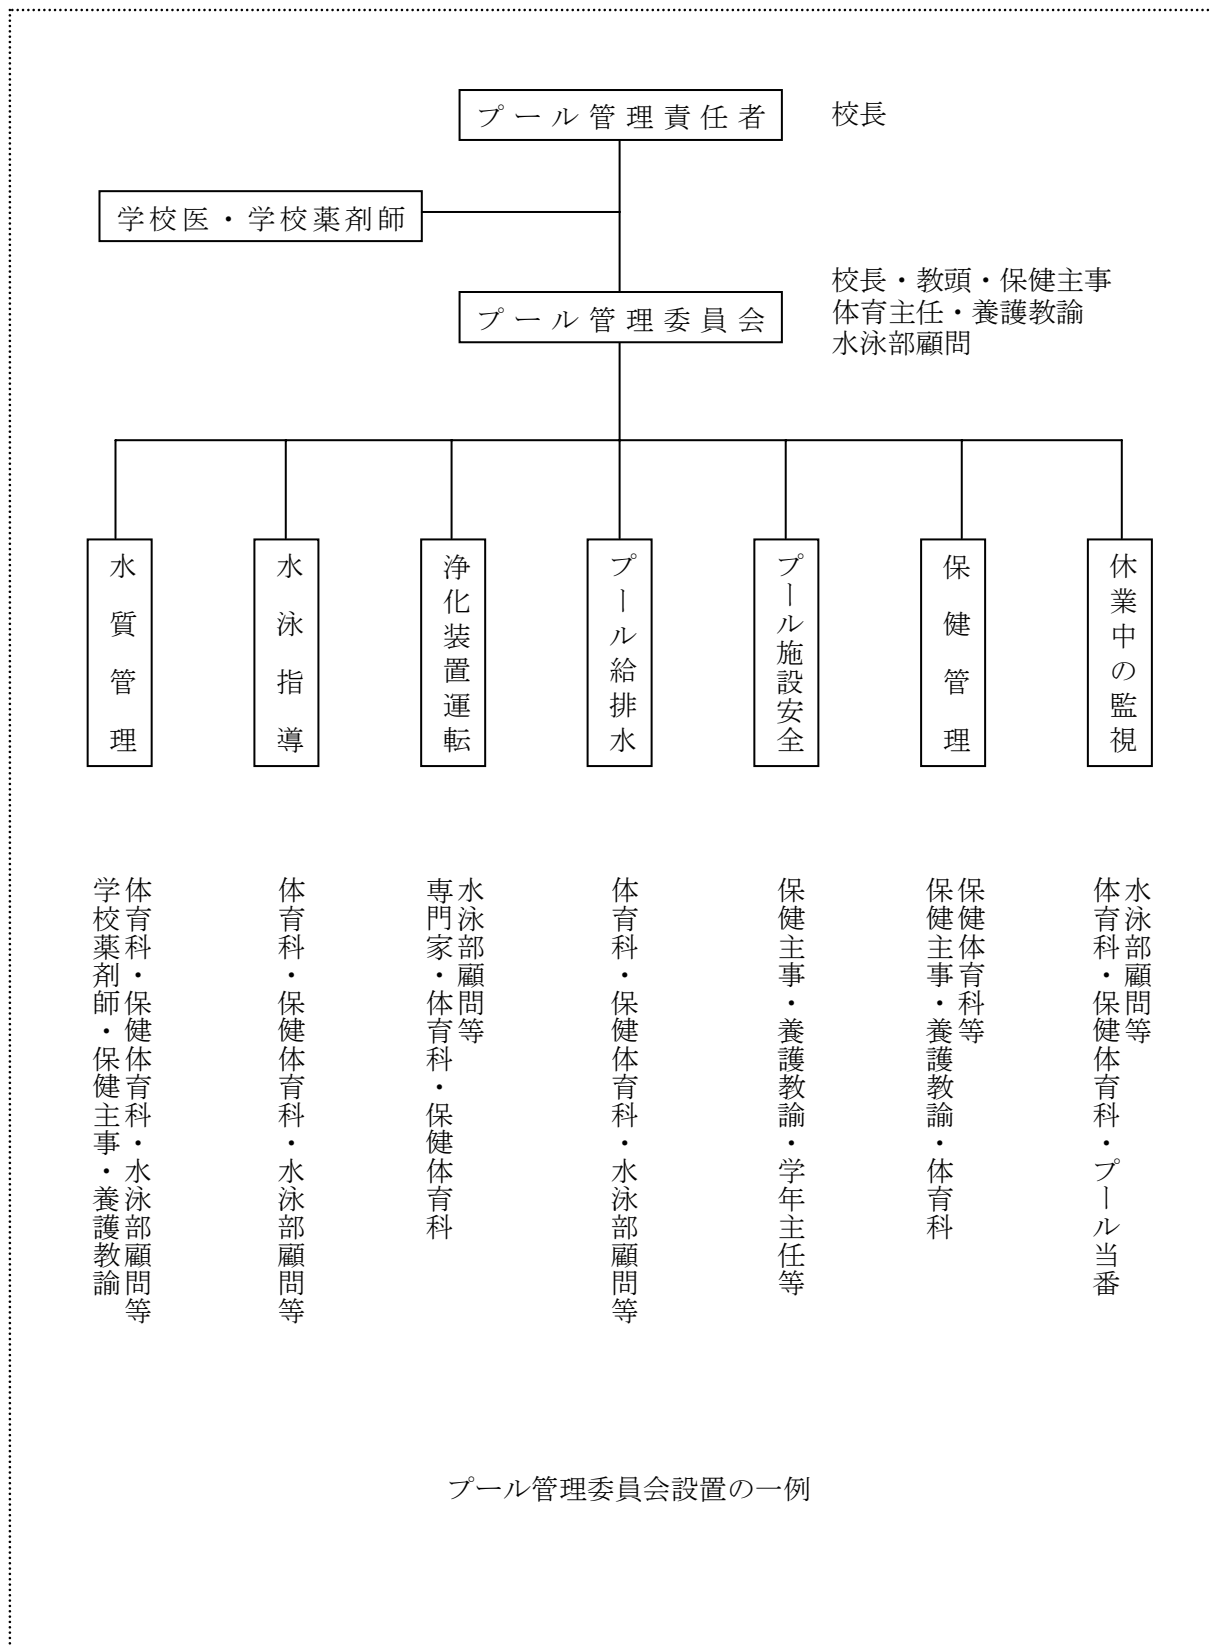 プール管理責任者
校長
学校医・学校薬剤師
プール管理委員会
校長・教頭・保健主事
体育主任・養護教諭
水泳部顧問
水質管理
水泳指導
浄化装置運転
プール給排水
プール施設安全
保健管理
休業中の監視
学校薬剤師・保健主事・養護教諭
体育科・保健体育科・水泳部顧問等
体育科・保健体育科・水泳部顧問等
専門家・体育科・保健体育科
水泳部顧問等
体育科・保健体育科・水泳部顧問等
保健主事・養護教諭・学年主任等
保健主事・養護教諭・体育科
保健体育科等
体育科・保健体育科・プール当番
水泳部顧問等
プール管理委員会設置の一例